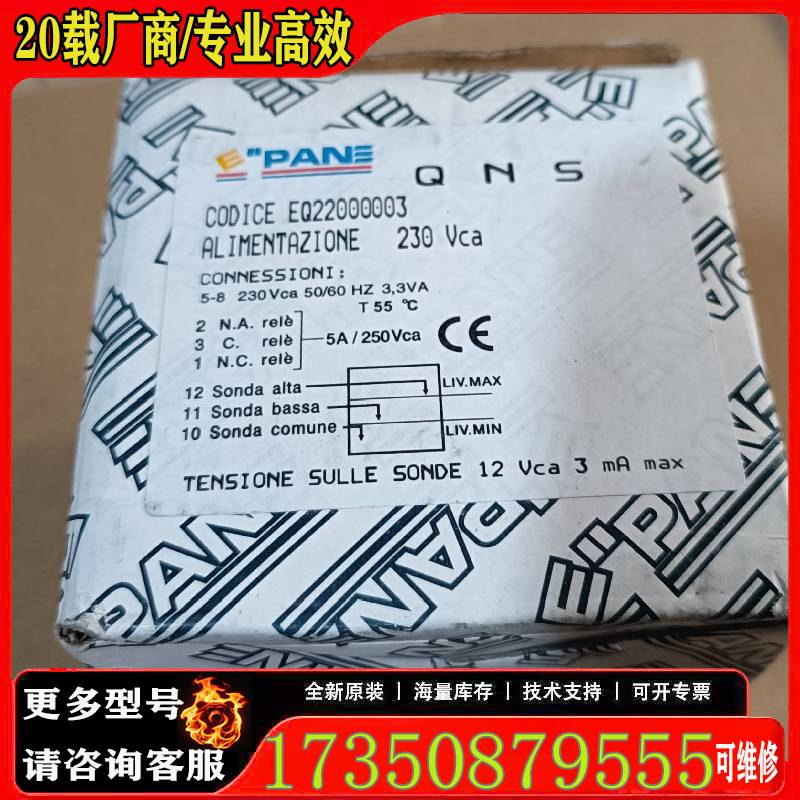 20载厂商/专业高效
E"PANE
QNS
CODICE EQ22000003
ALIMENTAZIONE 230 Vca
CONNESSIONI:
5-8 230 Vca 50/60 HZ 3,3VA
T 55 °C
2 N.A. relè
3 C. relè
5A / 250Vca
1 N.C. relè
CE
12 Sonda alta
LIV.MAX
11 Sonda bassa
10 Sonda comune
LIV.MIN
TENSIONE SULLE SONDE 12 Vca 3 mA max
E"PANE
更多型号
请咨询客服
全新原装 | 海量库存 | 技术支持 | 可开专票
17350879555
可维修